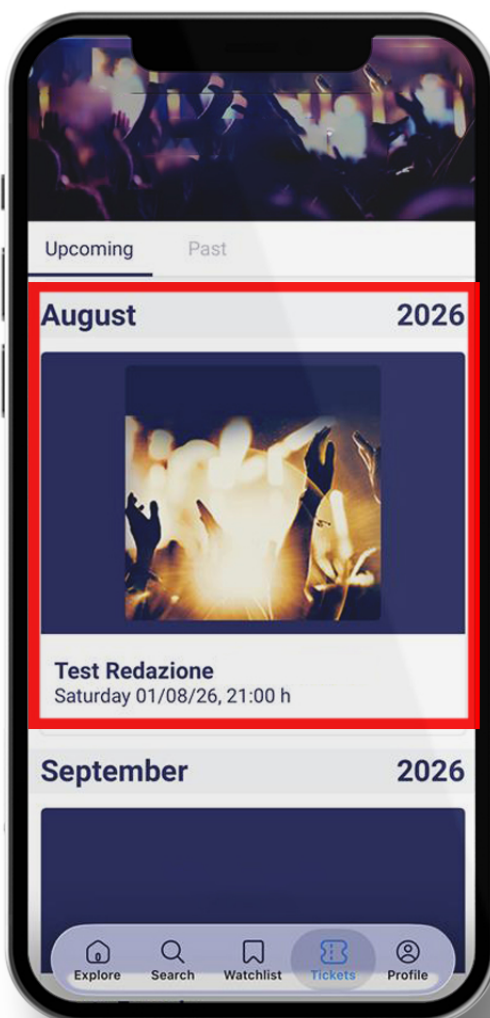 Upcoming Past
August 2026
Test Redazione
Saturday 01/08/26, 21:00 h
September 2026
Explore Search Watchlist Tickets Profile